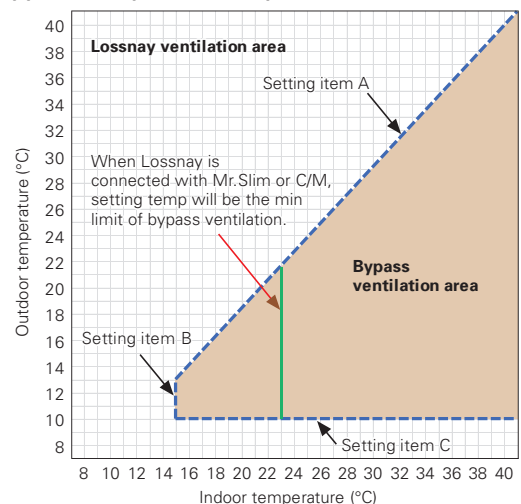 Lossnay ventilation area
Setting item A
When Lossnay is
connected with Mr.Slim or C/M,
setting temp will be the min
limit of bypass ventilation.
Bypass
ventilation area
Setting item B
Setting item C
Outdoor temperature (°C)
40
38
36
34
32
30
28
26
24
22
20
18
16
14
12
10
8
8 10 12 14 16 18 20 22 24 26 28 30 32 34 36 38 40
Indoor temperature (°C)